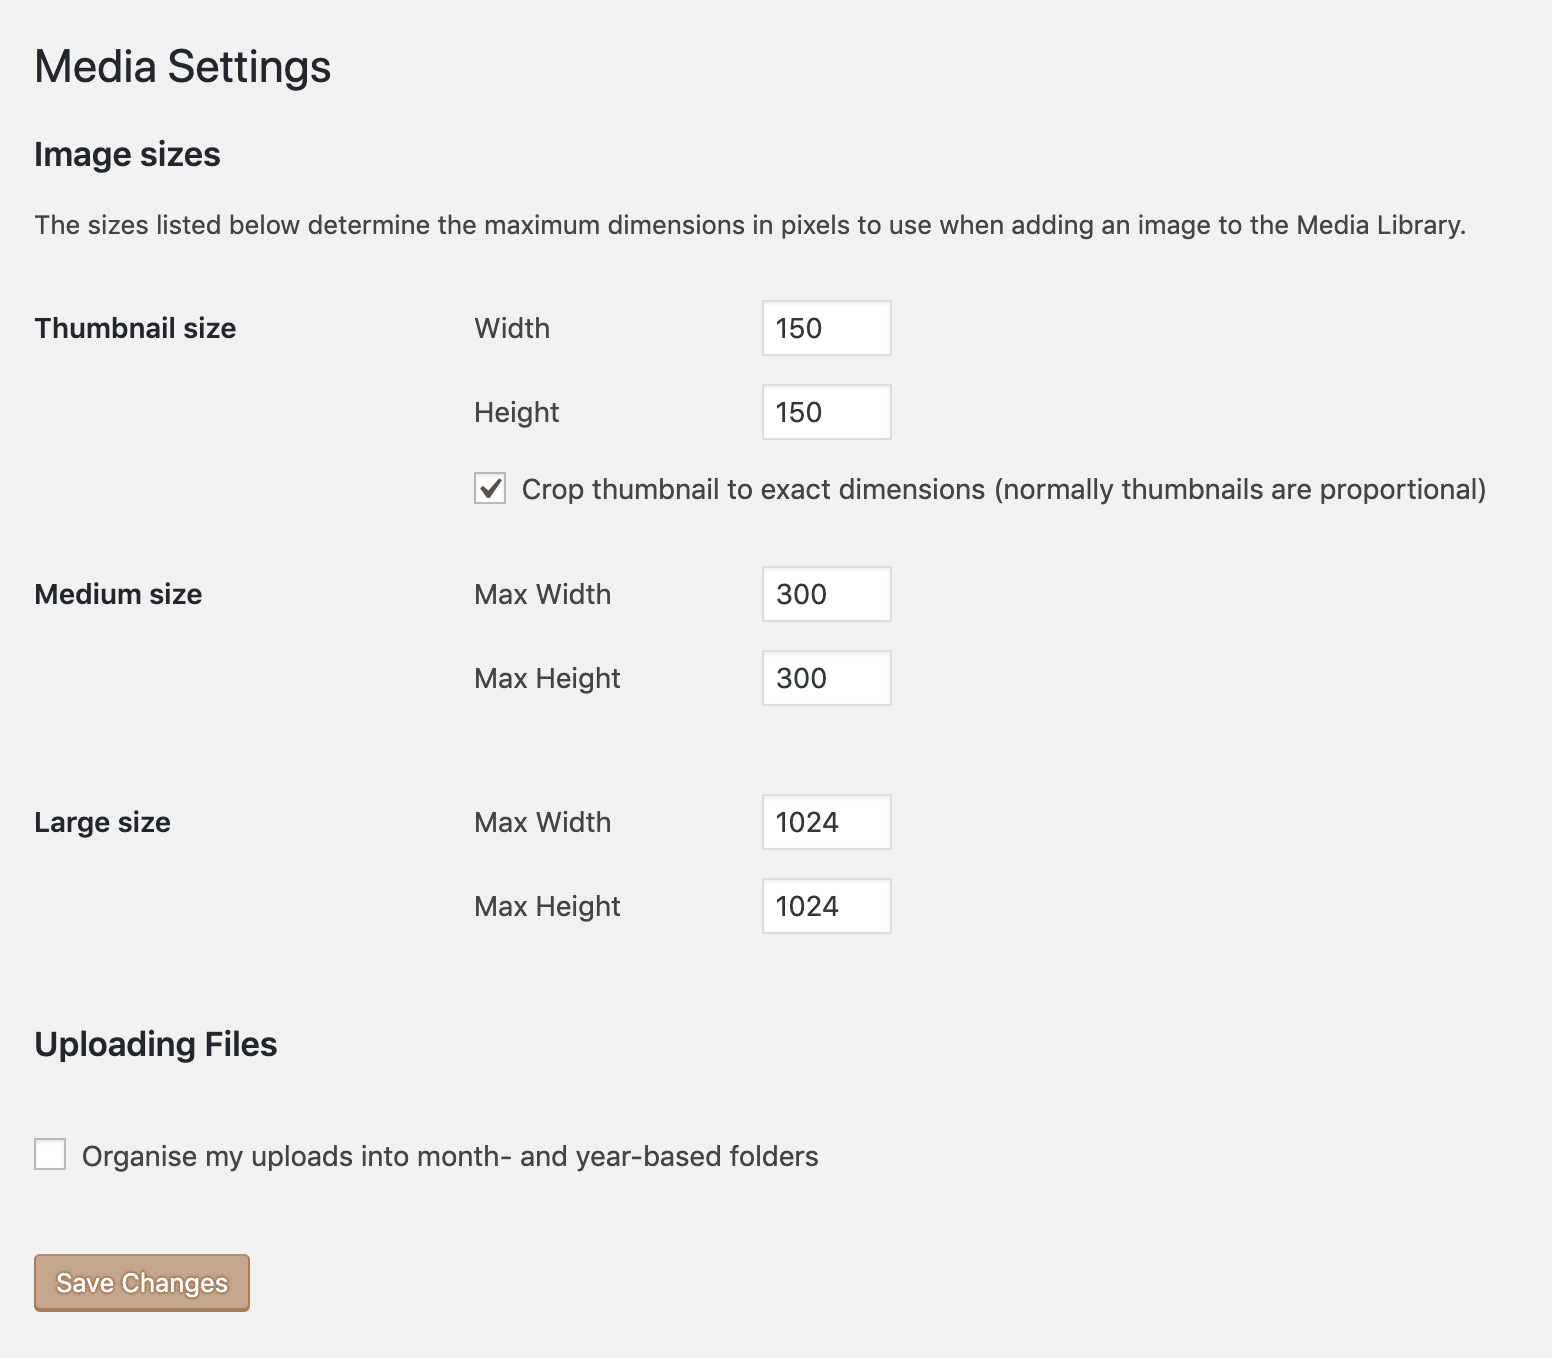 Media Settings
Image sizes
The sizes listed below determine the maximum dimensions in pixels to use when adding an image to the Media Library.
Thumbnail size Width 150
Height 150
Crop thumbnail to exact dimensions (normally thumbnails are proportional)
Medium size Max Width 300
Max Height 300
Large size Max Width 1024
Max Height 1024
Uploading Files
Organise my uploads into month- and year-based folders
Save Changes